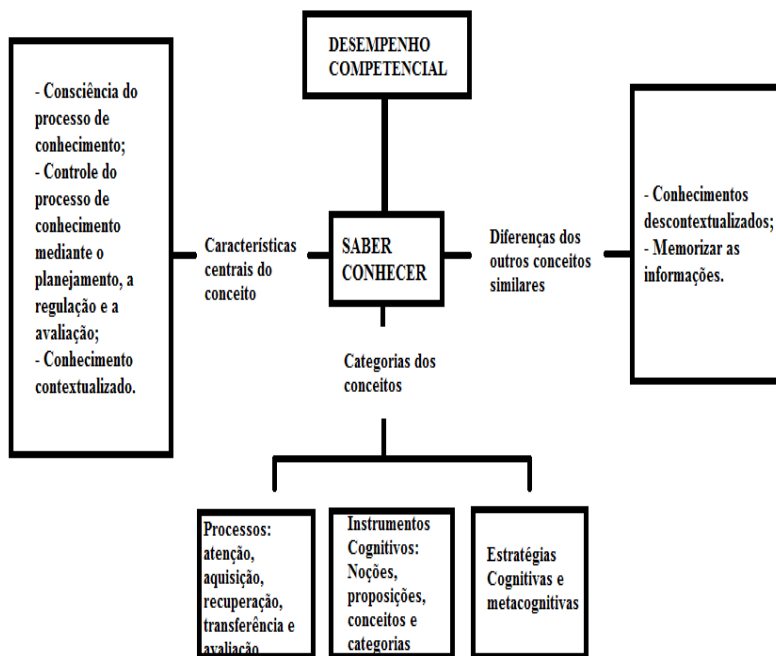 DESEMPENHO
COMPETENCIAL
- Consciência do
processo de
conhecimento;
- Controle do
processo de
conhecimento
mediante o
planejamento, a
regulação e a
avaliação;
- Conhecimento
contextualizado.
Características
centrais do
conceito
SABER
CONHECER
Diferenças dos
outros conceitos
similares
- Conhecimentos
descontextualizados;
- Memorizar as
informações.
Categorias dos
conceitos
Processos:
atenção,
aquisição,
recuperação,
transferência e
avaliação
Instrumentos
Cognitivos:
Noções,
proposições,
conceitos e
categorias
Estratégias
Cognitivas e
metacognitivas